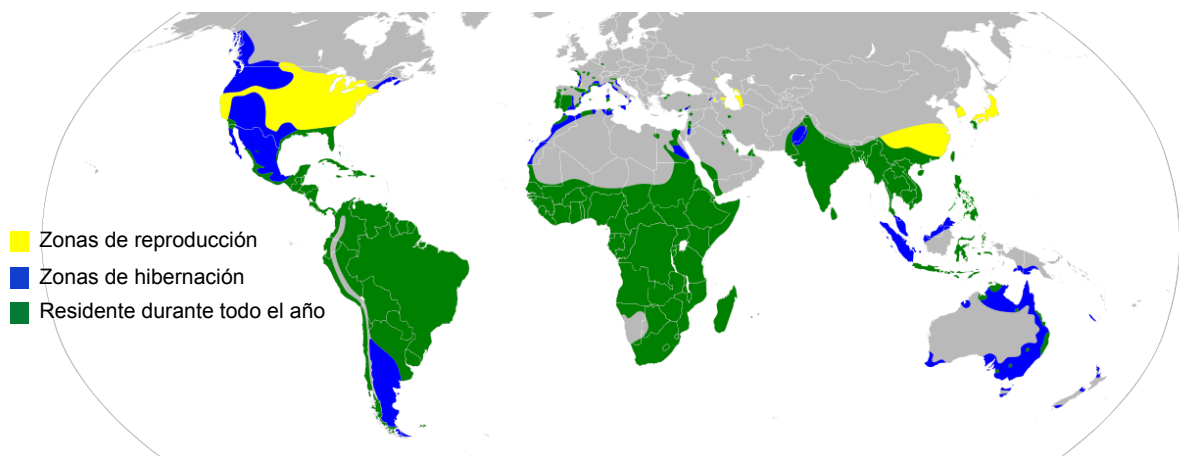 Zonas de reproducción
Zonas de hibernación
Residente durante todo el año